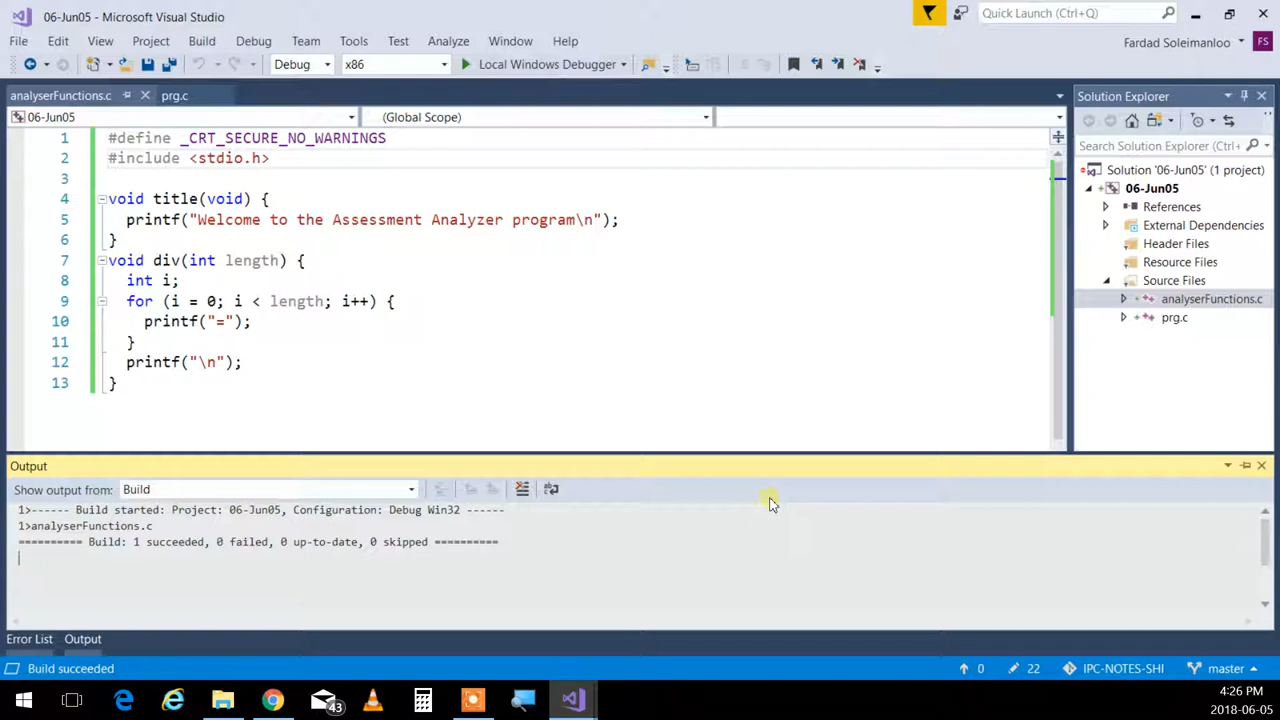 06-Jun05 - Microsoft Visual Studio
Quick Launch (Ctrl+Q)
File Edit View Project Build Debug Team Tools Test Analyze Window Help
Fardad Soleimanloo FS
Debug x86 Local Windows Debugger
analyserFunctions.c prg.c
06-Jun05 (Global Scope)
1 #define _CRT_SECURE_NO_WARNINGS
2 #include <stdio.h>
3
4 void title(void) {
5 printf("Welcome to the Assessment Analyzer program\n");
6 }
7 void div(int length) {
8 int i;
9 for (i = 0; i < length; i++) {
10 printf("=");
11 }
12 printf("\n");
13 }
Solution Explorer
Search Solution Explorer (Ctrl+
Solution '06-Jun05' (1 project)
06-Jun05
References
External Dependencies
Header Files
Resource Files
Source Files
analyserFunctions.c
prg.c
Output
Show output from: Build
1>------ Build started: Project: 06-Jun05, Configuration: Debug Win32 ------
1>analyserFunctions.c
========== Build: 1 succeeded, 0 failed, 0 up-to-date, 0 skipped ==========
Error List Output
Build succeeded 0 22 IPC-NOTES-SHI master
43
4:26 PM
2018-06-05